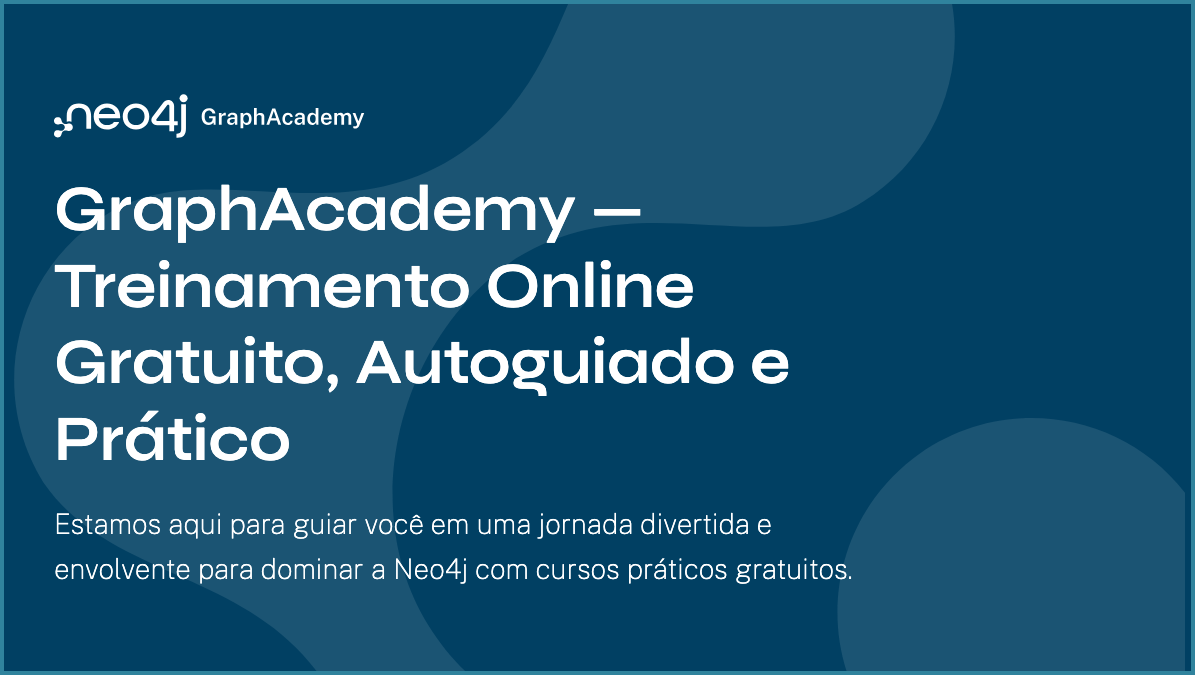 neo4j GraphAcademy
GraphAcademy —
Treinamento Online
Gratuito, Autoguiado e
Prático
Estamos aqui para guiar você em uma jornada divertida e
envolvente para dominar a Neo4j com cursos práticos gratuitos.